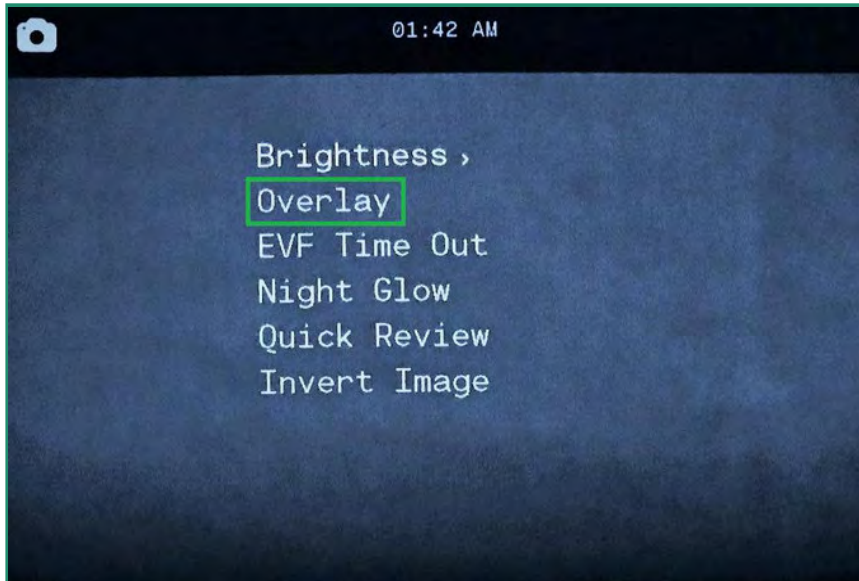 01:42 AM
Brightness ›
Overlay
EVF Time Out
Night Glow
Quick Review
Invert Image